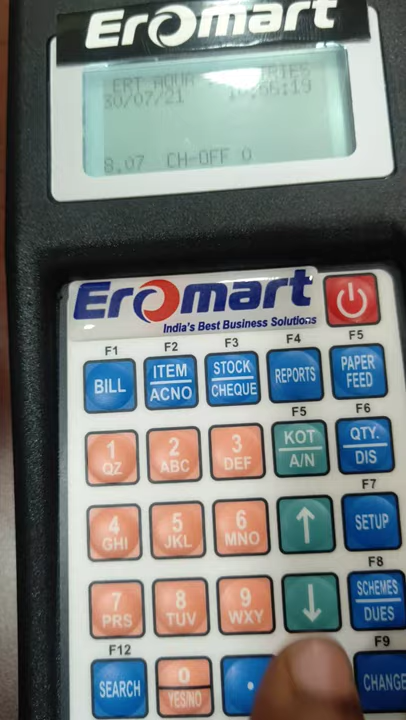 Eromart
ERT AQUA
30/07/21
8.07 CH-OFF 0
Eromart
India's Best Business Solutions
F1 F2 F3 F4 F5
BILL ITEM ACNO STOCK CHEQUE REPORTS PAPER FEED
F5 F6
1 QZ 2 ABC 3 DEF KOT A/N QTY. DIS
F7
4 GHI 5 JKL 6 MNO ↑ SETUP
F8
7 PRS 8 TUV 9 WXY ↓ SCHEMES DUES
F12 F9
SEARCH 0 YES/NO . CHANGE